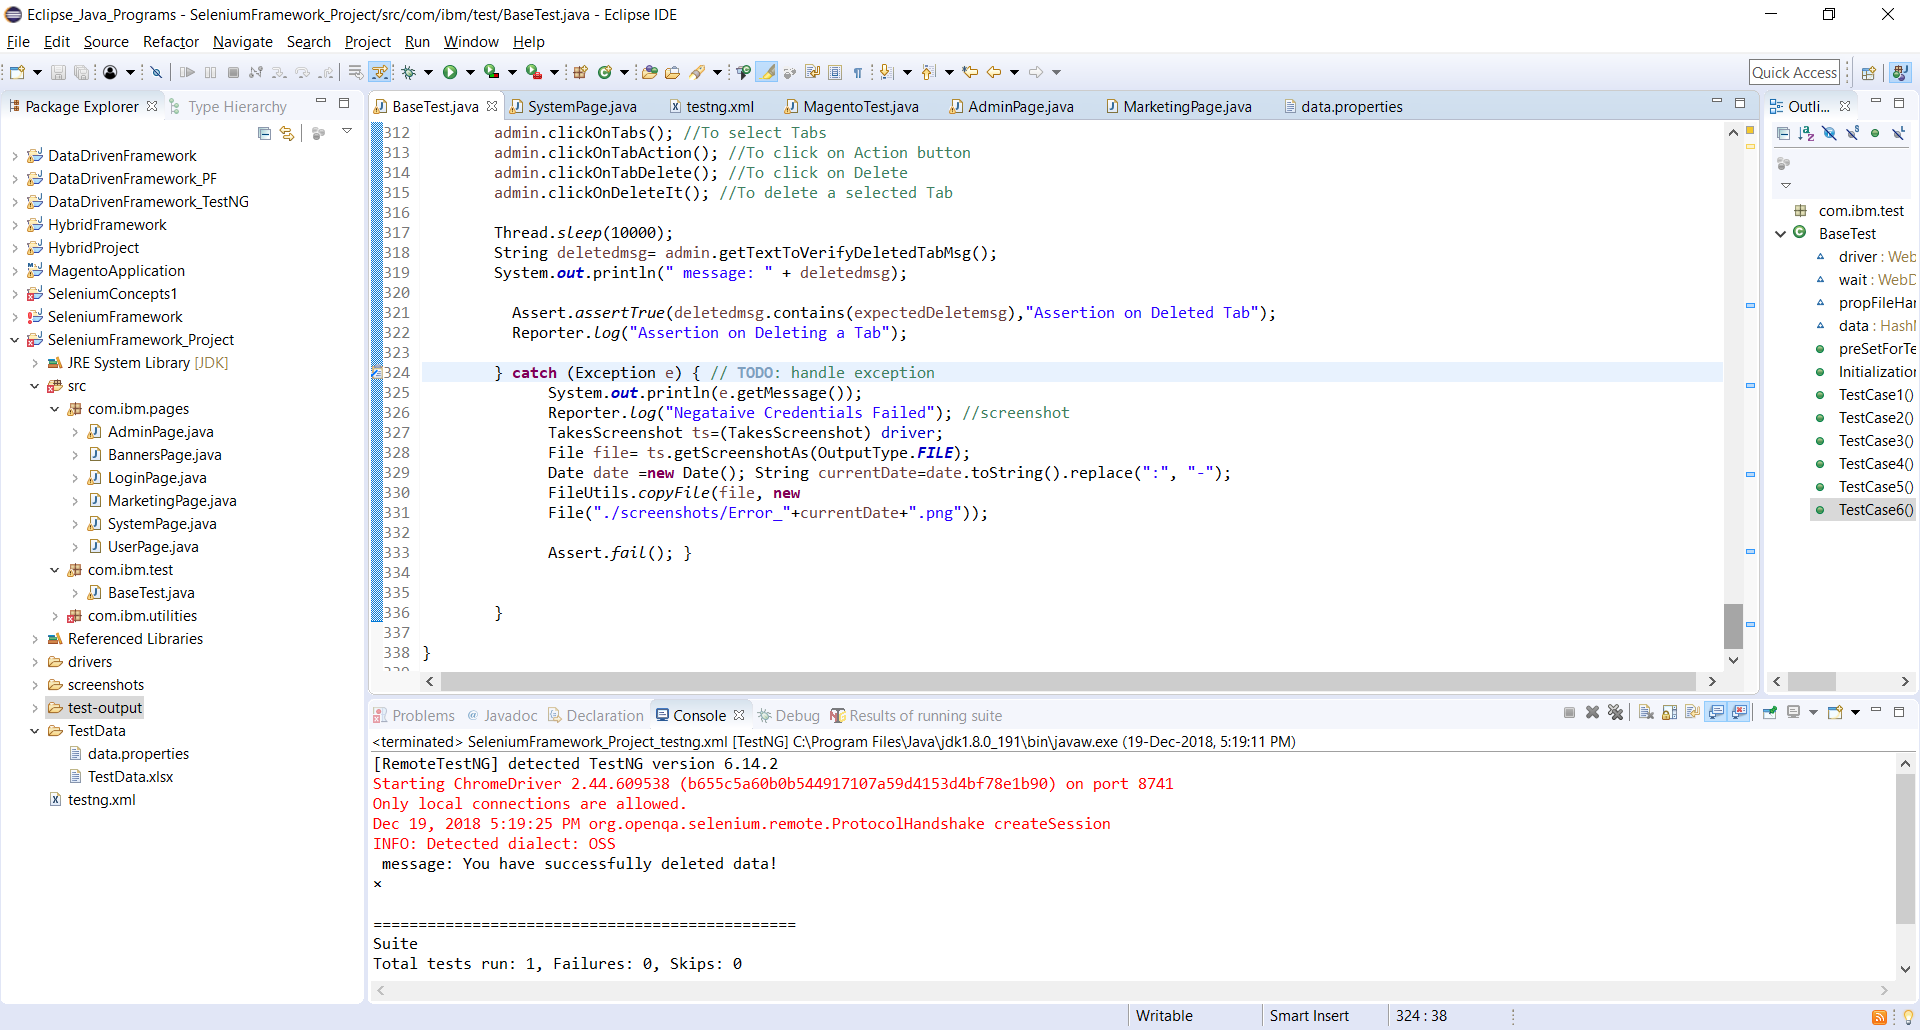 Eclipse_Java_Programs - SeleniumFramework_Project/src/com/ibm/test/BaseTest.java - Eclipse IDE
File Edit Source Refactor Navigate Search Project Run Window Help
Quick Access
Package Explorer Type Hierarchy
DataDrivenFramework
DataDrivenFramework_PF
DataDrivenFramework_TestNG
HybridFramework
HybridProject
MagentoApplication
SeleniumConcepts1
SeleniumFramework
SeleniumFramework_Project
JRE System Library [JDK]
src
com.ibm.pages
AdminPage.java
BannersPage.java
LoginPage.java
MarketingPage.java
SystemPage.java
UserPage.java
com.ibm.test
BaseTest.java
com.ibm.utilities
Referenced Libraries
drivers
screenshots
test-output
TestData
data.properties
TestData.xlsx
testng.xml
BaseTest.java SystemPage.java testng.xml MagentoTest.java AdminPage.java MarketingPage.java data.properties
312 admin.clickOnTabs(); //To select Tabs
313 admin.clickOnTabAction(); //To click on Action button
314 admin.clickOnTabDelete(); //To click on Delete
315 admin.clickOnDeleteIt(); //To delete a selected Tab
316
317 Thread.sleep(10000);
318 String deletedmsg= admin.getTextToVerifyDeletedTabMsg();
319 System.out.println(" message: " + deletedmsg);
320
321 Assert.assertTrue(deletedmsg.contains(expectedDeletemsg),"Assertion on Deleted Tab");
322 Reporter.log("Assertion on Deleting a Tab");
323
324 } catch (Exception e) { // TODO: handle exception
325 System.out.println(e.getMessage());
326 Reporter.log("Negataive Credentials Failed"); //screenshot
327 TakesScreenshot ts=(TakesScreenshot) driver;
328 File file= ts.getScreenshotAs(OutputType.FILE);
329 Date date =new Date(); String currentDate=date.toString().replace(":", "-");
330 FileUtils.copyFile(file, new
331 File("./screenshots/Error_"+currentDate+".png"));
332
333 Assert.fail(); }
334
335
336 }
337
338 }
Outli...
com.ibm.test
BaseTest
driver : Web
wait : WebD
propFileHar
data : Hash
preSetForTe
Initialization
TestCase1()
TestCase2()
TestCase3()
TestCase4()
TestCase5()
TestCase6()
Problems Javadoc Declaration Console Debug Results of running suite
<terminated> SeleniumFramework_Project_testng.xml [TestNG] C:\Program Files\Java\jdk1.8.0_191\bin\javaw.exe (19-Dec-2018, 5:19:11 PM)
[RemoteTestNG] detected TestNG version 6.14.2
Starting ChromeDriver 2.44.609538 (b655c5a60b0b544917107a59d4153d4bf78e1b90) on port 8741
Only local connections are allowed.
Dec 19, 2018 5:19:25 PM org.openqa.selenium.remote.ProtocolHandshake createSession
INFO: Detected dialect: OSS
message: You have successfully deleted data!
×
===============================================
Suite
Total tests run: 1, Failures: 0, Skips: 0
Writable Smart Insert 324 : 38